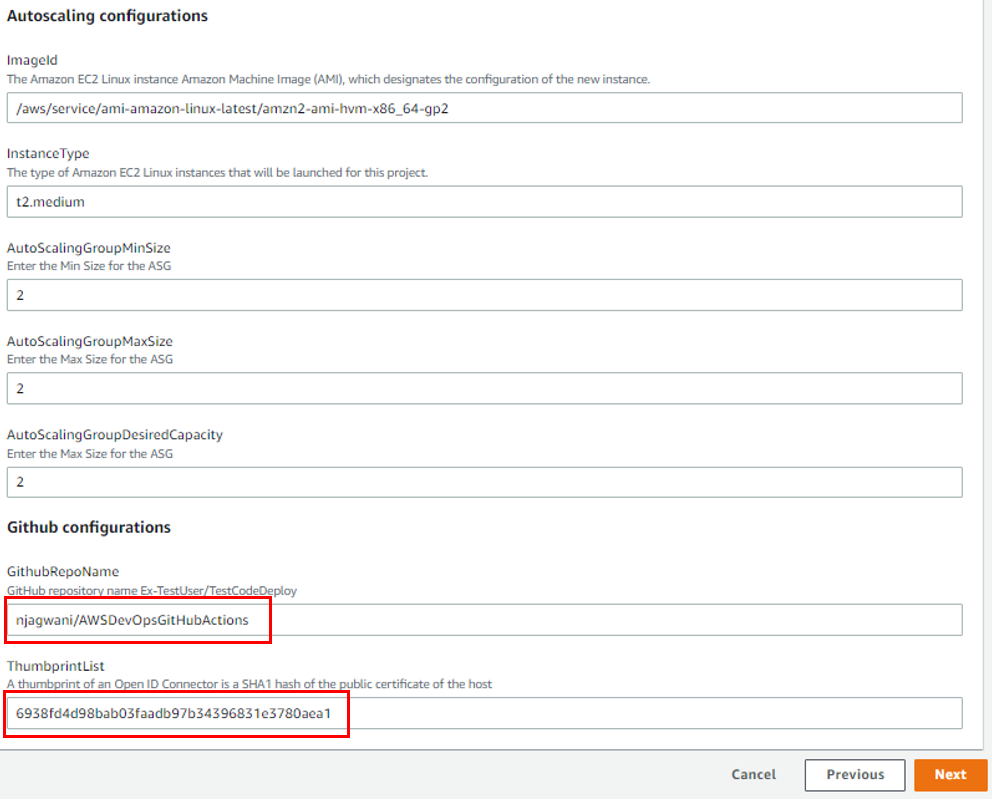 Autoscaling configurations
ImageId
The Amazon EC2 Linux instance Amazon Machine Image (AMI), which designates the configuration of the new instance.
/aws/service/ami-amazon-linux-latest/amzn2-ami-hvm-x86_64-gp2
InstanceType
The type of Amazon EC2 Linux instances that will be launched for this project.
t2.medium
AutoScalingGroupMinSize
Enter the Min Size for the ASG
2
AutoScalingGroupMaxSize
Enter the Max Size for the ASG
2
AutoScalingGroupDesiredCapacity
Enter the Max Size for the ASG
2
Github configurations
GithubRepoName
GitHub repository name Ex-TestUser/TestCodeDeploy
njagwani/AWSDevOpsGitHubActions
ThumbprintList
A thumbprint of an Open ID Connector is a SHA1 hash of the public certificate of the host
6938fd4d98bab03faadb97b34396831e3780aea1
Cancel Previous Next